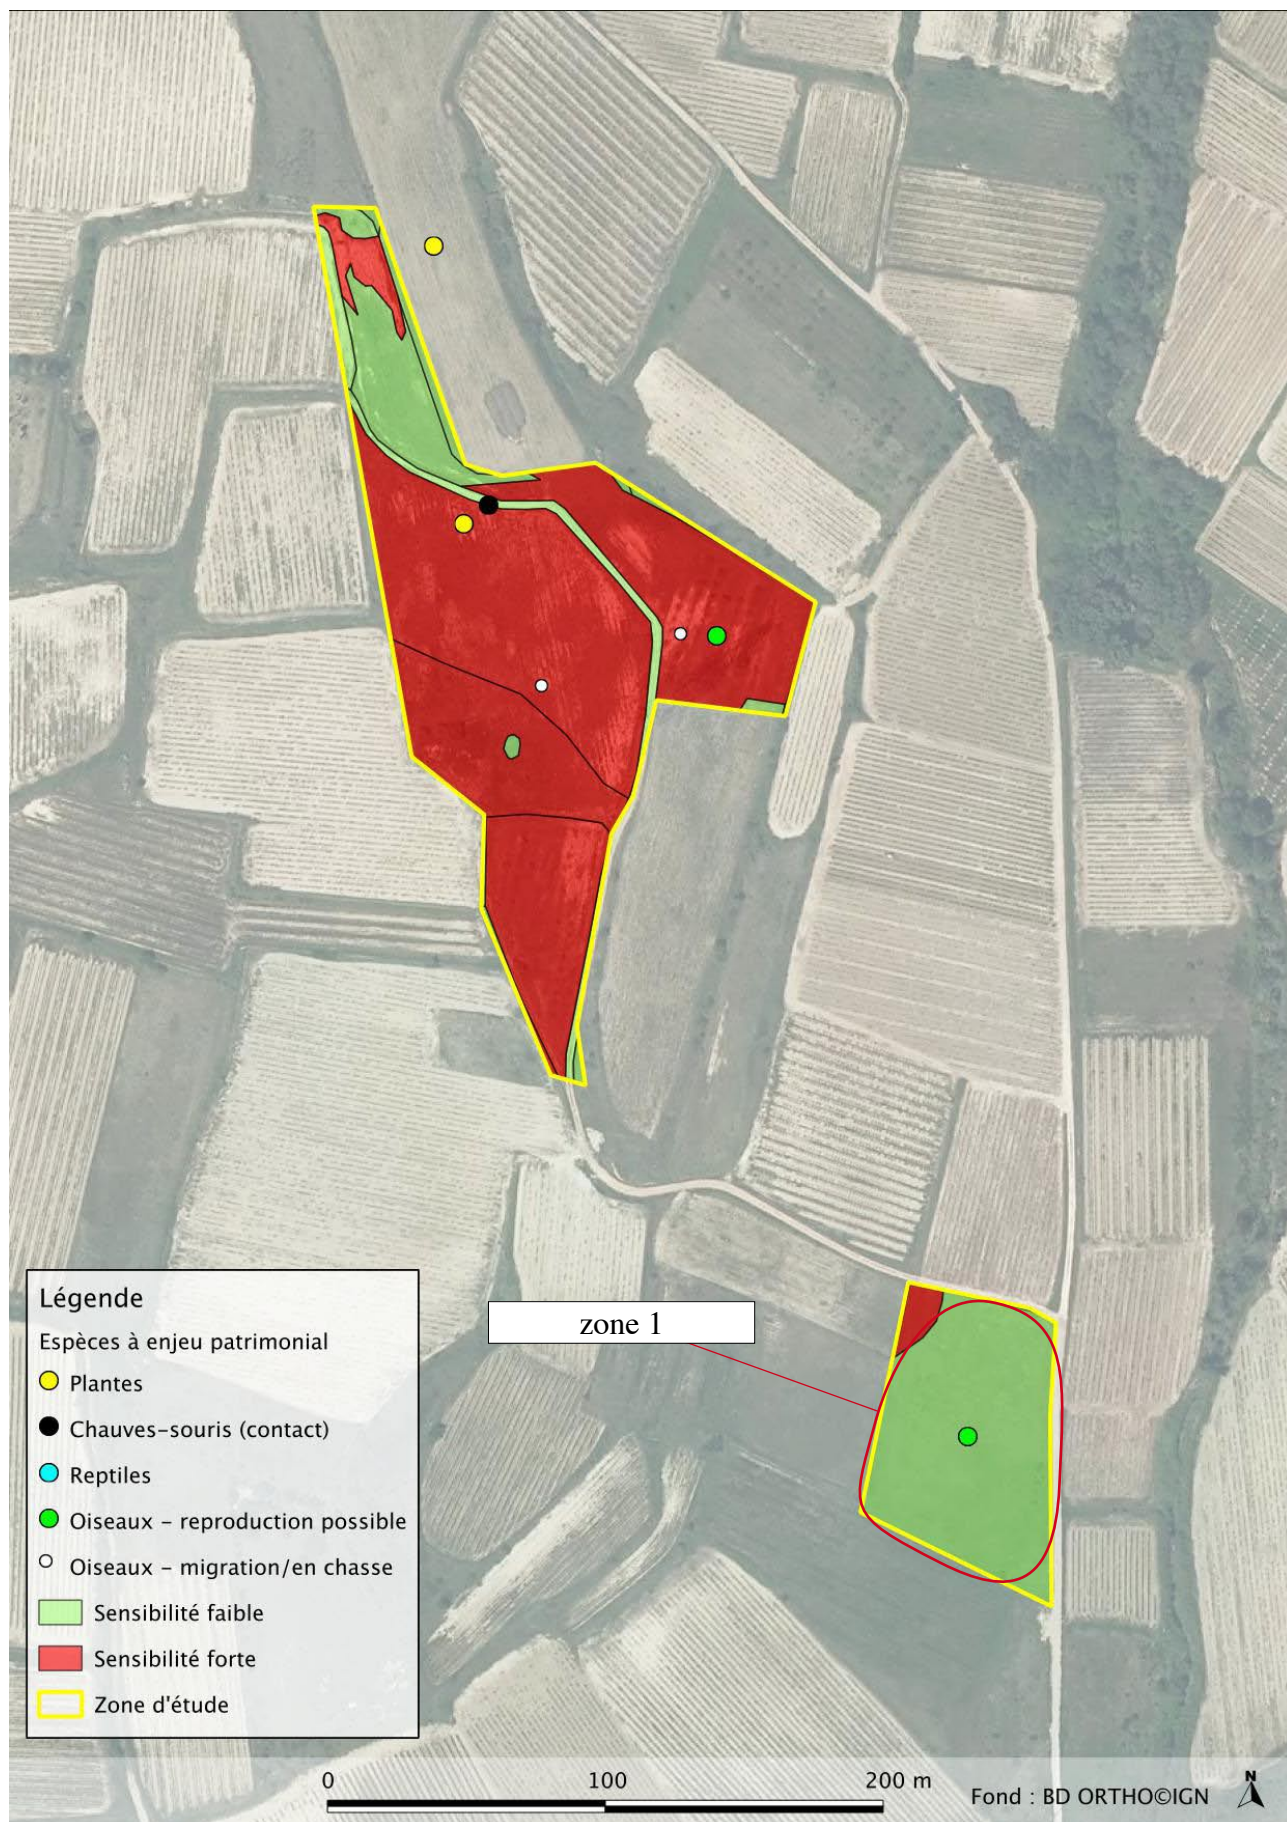 zone 1
Légende
Espèces à enjeu patrimonial
Plantes
Chauves-souris (contact)
Reptiles
Oiseaux - reproduction possible
Oiseaux - migration/en chasse
Sensibilité faible
Sensibilité forte
Zone d'étude
0 100 200 m
Fond : BD ORTHO©IGN
N